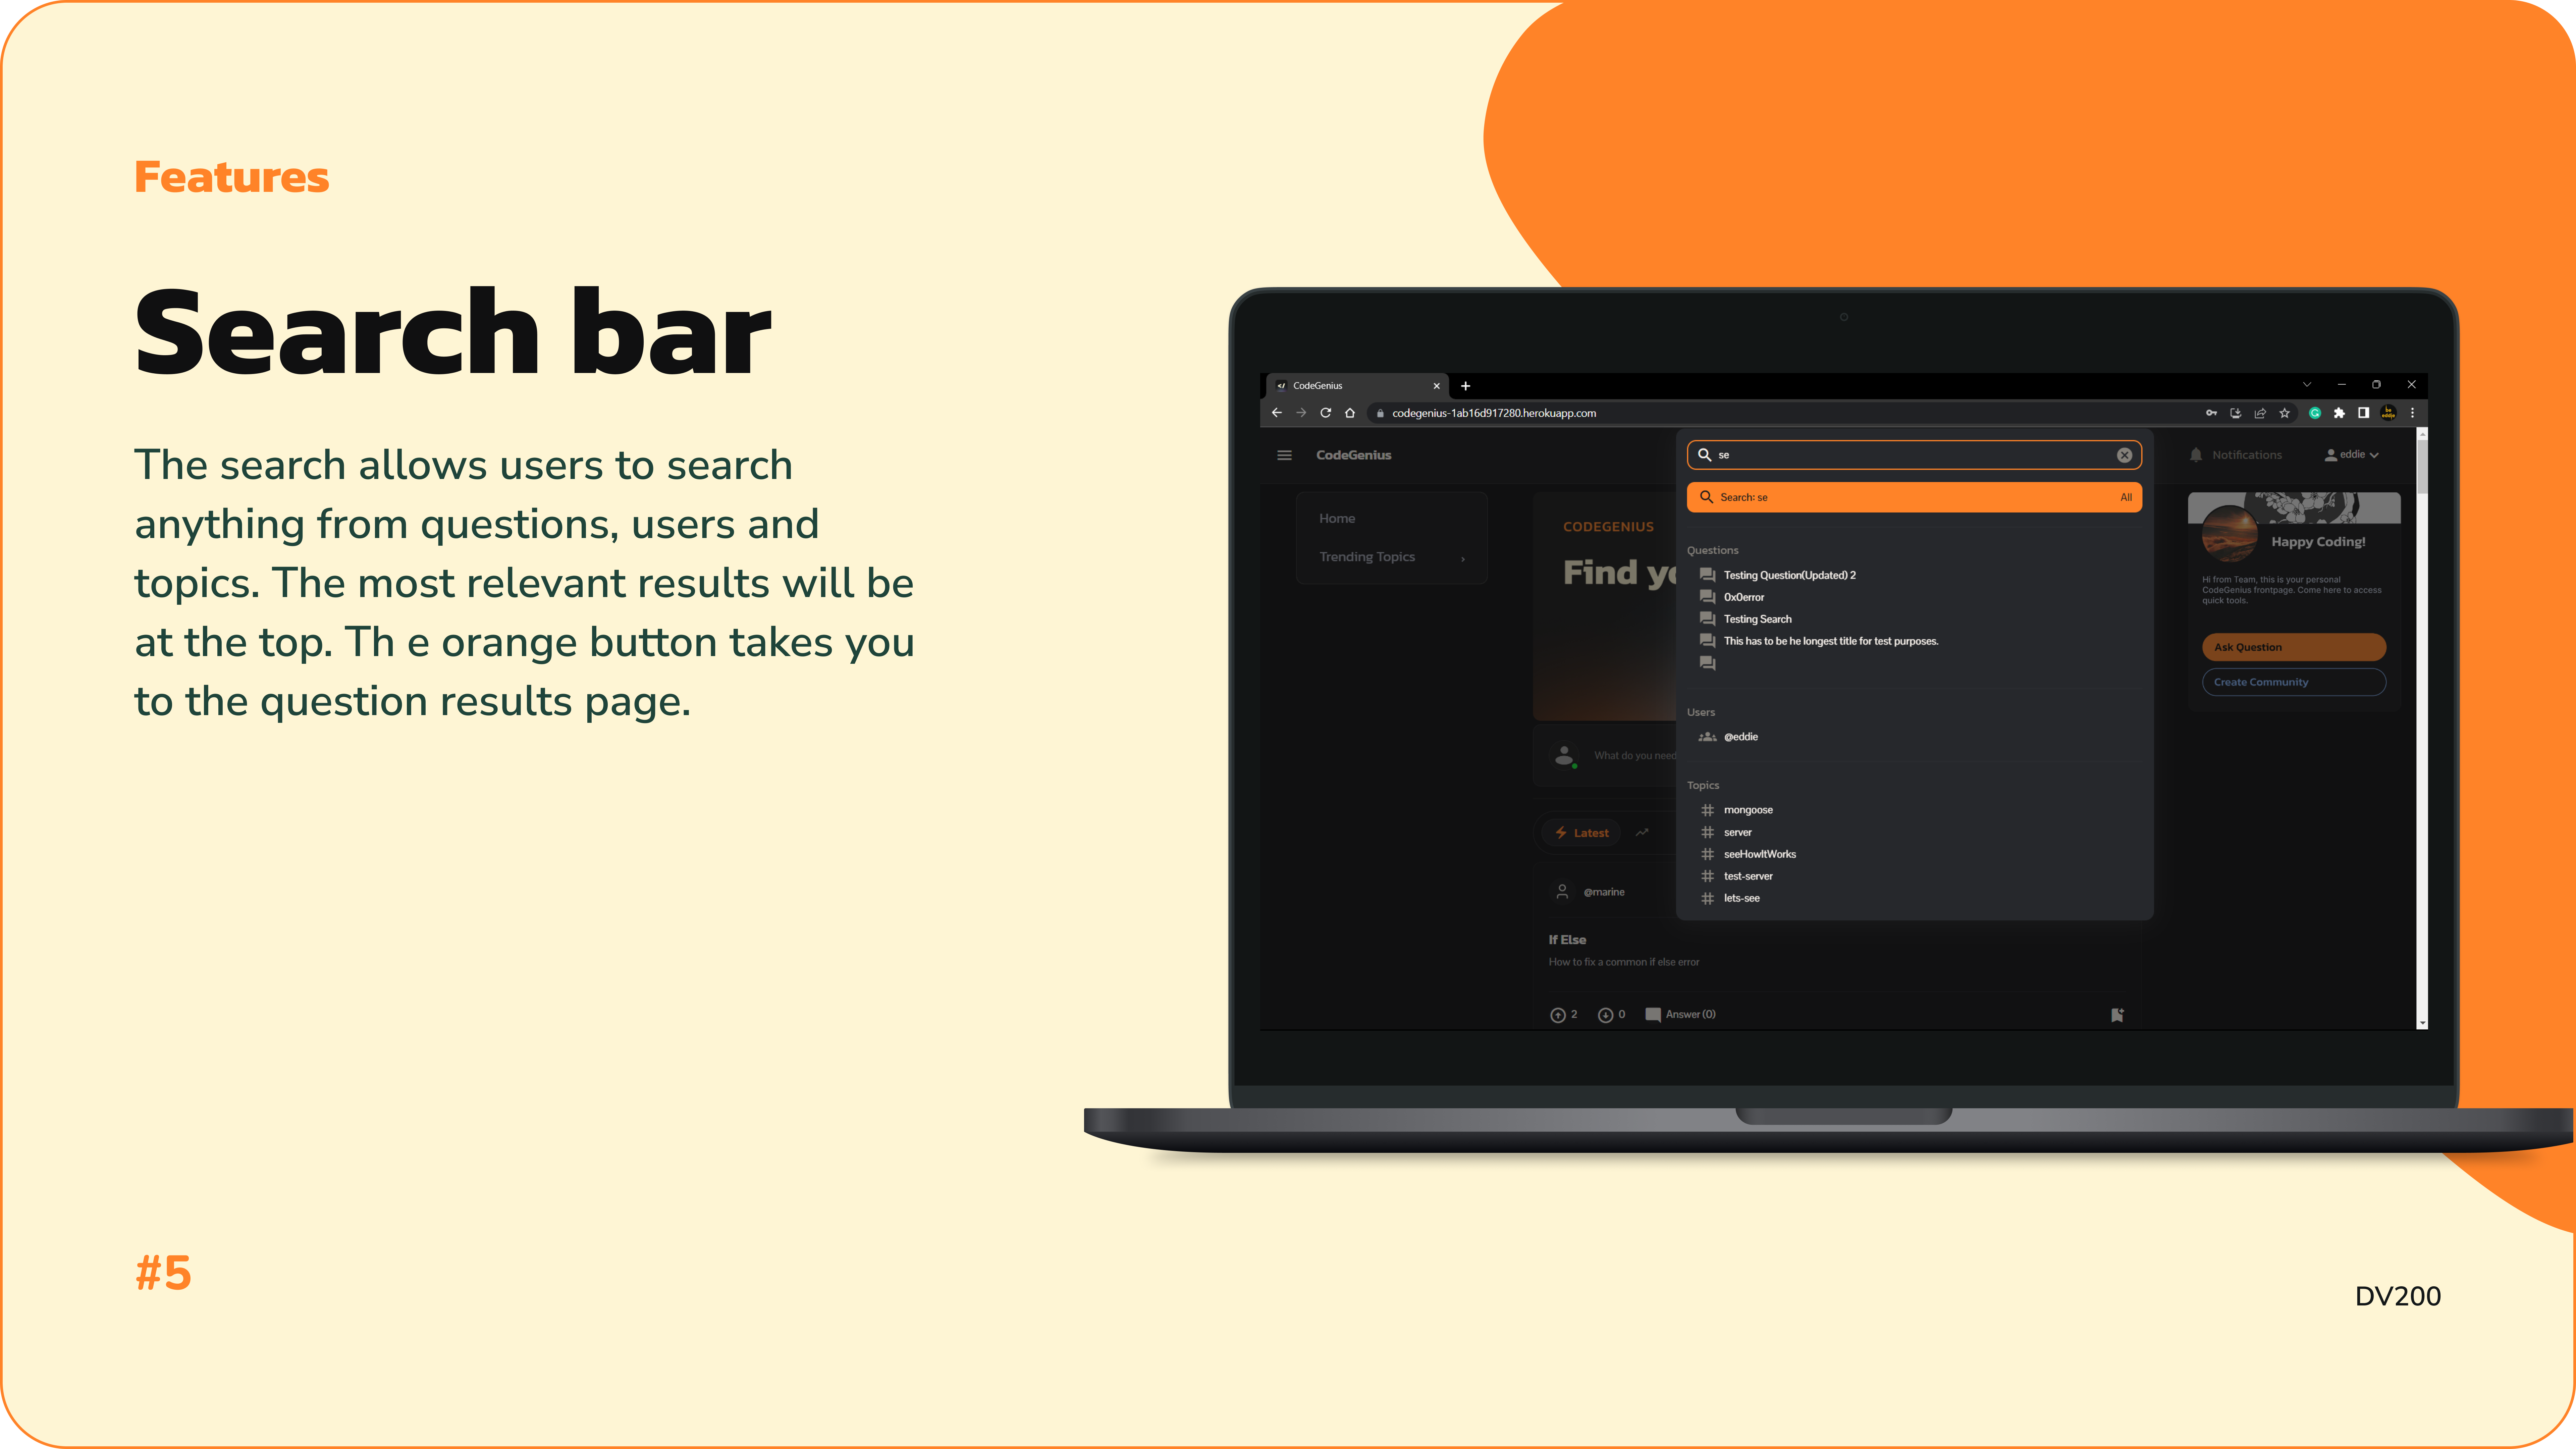 Features
Search bar
The search allows users to search
anything from questions, users and
topics. The most relevant results will be
at the top. Th e orange button takes you
to the question results page.
#5
DV200
CodeGenius
codegenius-1ab16d917280.herokuapp.com
CodeGenius
se
Notifications
eddie
Search: se
All
Home
Trending Topics
CODEGENIUS
Find yo
Questions
Testing Question(Updated) 2
0x0error
Testing Search
This has to be he longest title for test purposes.
Users
@eddie
Topics
mongoose
server
seeHowItWorks
test-server
lets-see
What do you need
Latest
@marine
If Else
How to fix a common if else error
2
0
Answer (0)
Happy Coding!
Hi from Team, this is your personal
CodeGenius frontpage. Come here to access
quick tools.
Ask Question
Create Community